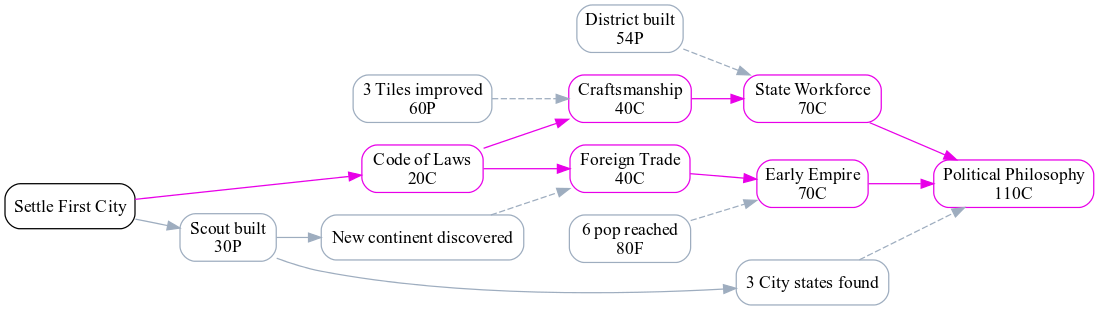 District built
54P
3 Tiles improved
60P
Craftsmanship
40C
State Workforce
70C
Code of Laws
20C
Foreign Trade
40C
Early Empire
70C
Political Philosophy
110C
Settle First City
Scout built
30P
New continent discovered
6 pop reached
80F
3 City states found